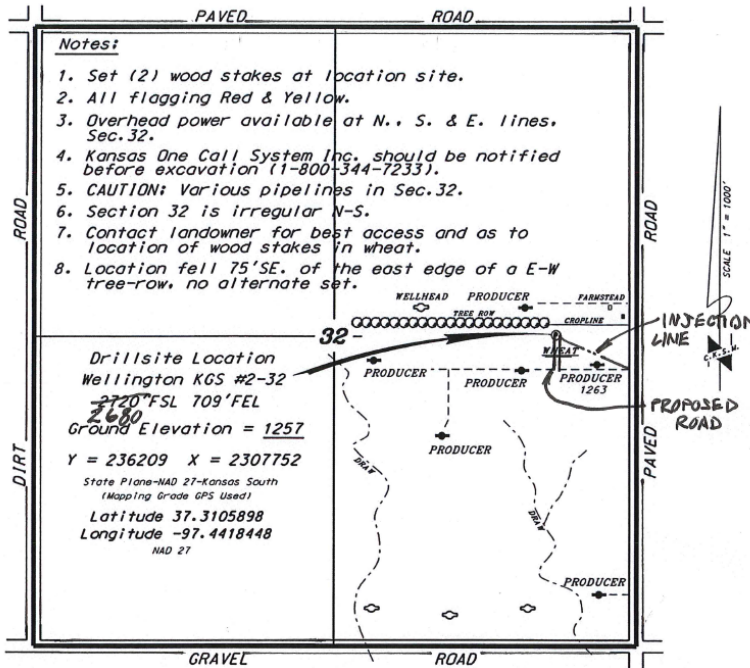 PAVED ROAD
Notes:
1. Set (2) wood stakes at location site.
2. All flagging Red & Yellow.
3. Overhead power available at N., S. & E. lines,
Sec.32.
4. Kansas One Call System Inc. should be notified
before excavation (1-800-344-7233).
5. CAUTION: Various pipelines in Sec.32.
6. Section 32 is irregular N-S.
7. Contact landowner for best access and as to
location of wood stakes in wheat.
8. Location fell 75'SE. of the east edge of a E-W
tree-row, no alternate set.
ROAD
ROAD
SCALE 1" = 1000'
WELLHEAD PRODUCER FARMSTEAD
TREE ROW CROPLINE
32
INJECTION
LINE
WHEAT
C.K.S.H.
Drillsite Location
Wellington KGS #2-32
2720' FSL 709'FEL
2680
Ground Elevation = 1257
Y = 236209 X = 2307752
State Plane-NAD 27-Kansas South
(Mapping Grade GPS Used)
Latitude 37.3105898
Longitude -97.4418448
NAD 27
PRODUCER
PRODUCER
PRODUCER
1263
PROPOSED
ROAD
PRODUCER
DIRT
PAVED
DRAW
DRAW
PRODUCER
GRAVEL ROAD